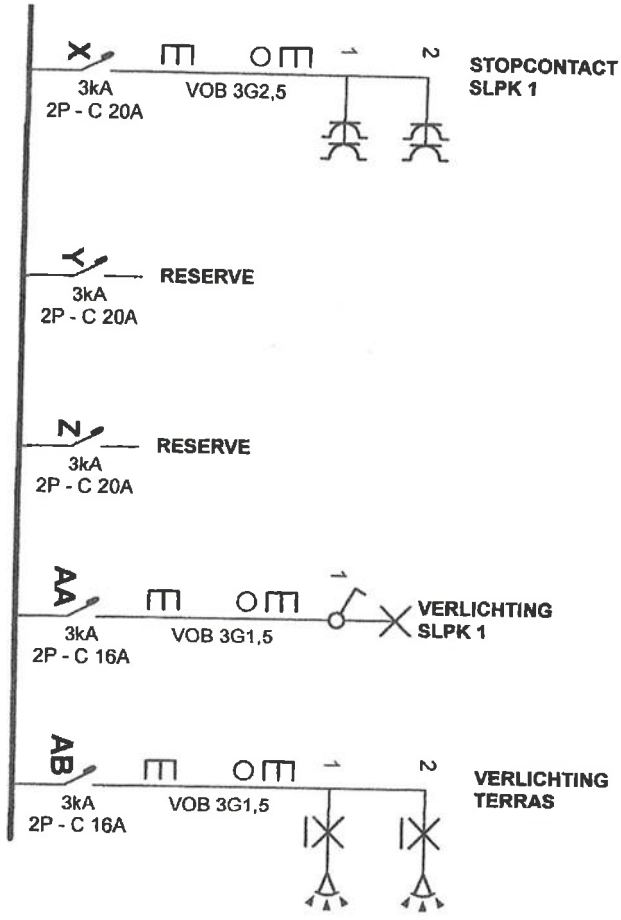 X
1
2
3kA
VOB 3G2,5
STOPCONTACT
SLPK 1
2P - C 20A
Y
RESERVE
3kA
2P - C 20A
Z
RESERVE
3kA
2P - C 20A
AA
1
VERLICHTING
SLPK 1
3kA
VOB 3G1,5
2P - C 16A
AB
1
2
VERLICHTING
TERRAS
3kA
VOB 3G1,5
2P - C 16A